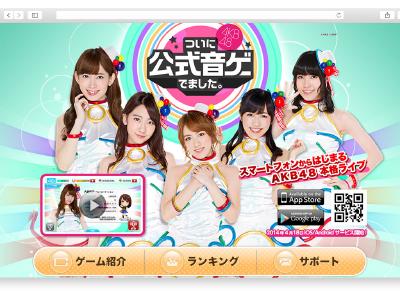 AKB48
ついに
公式音ゲ
でました。
スマートフォンからはじまる
AKB48 本格ライブ
Available on the
App Store
ANDROID APP ON
Google play
2014年4月18日 iOS/Android サービス開始!
ゲーム紹介
ランキング
サポート